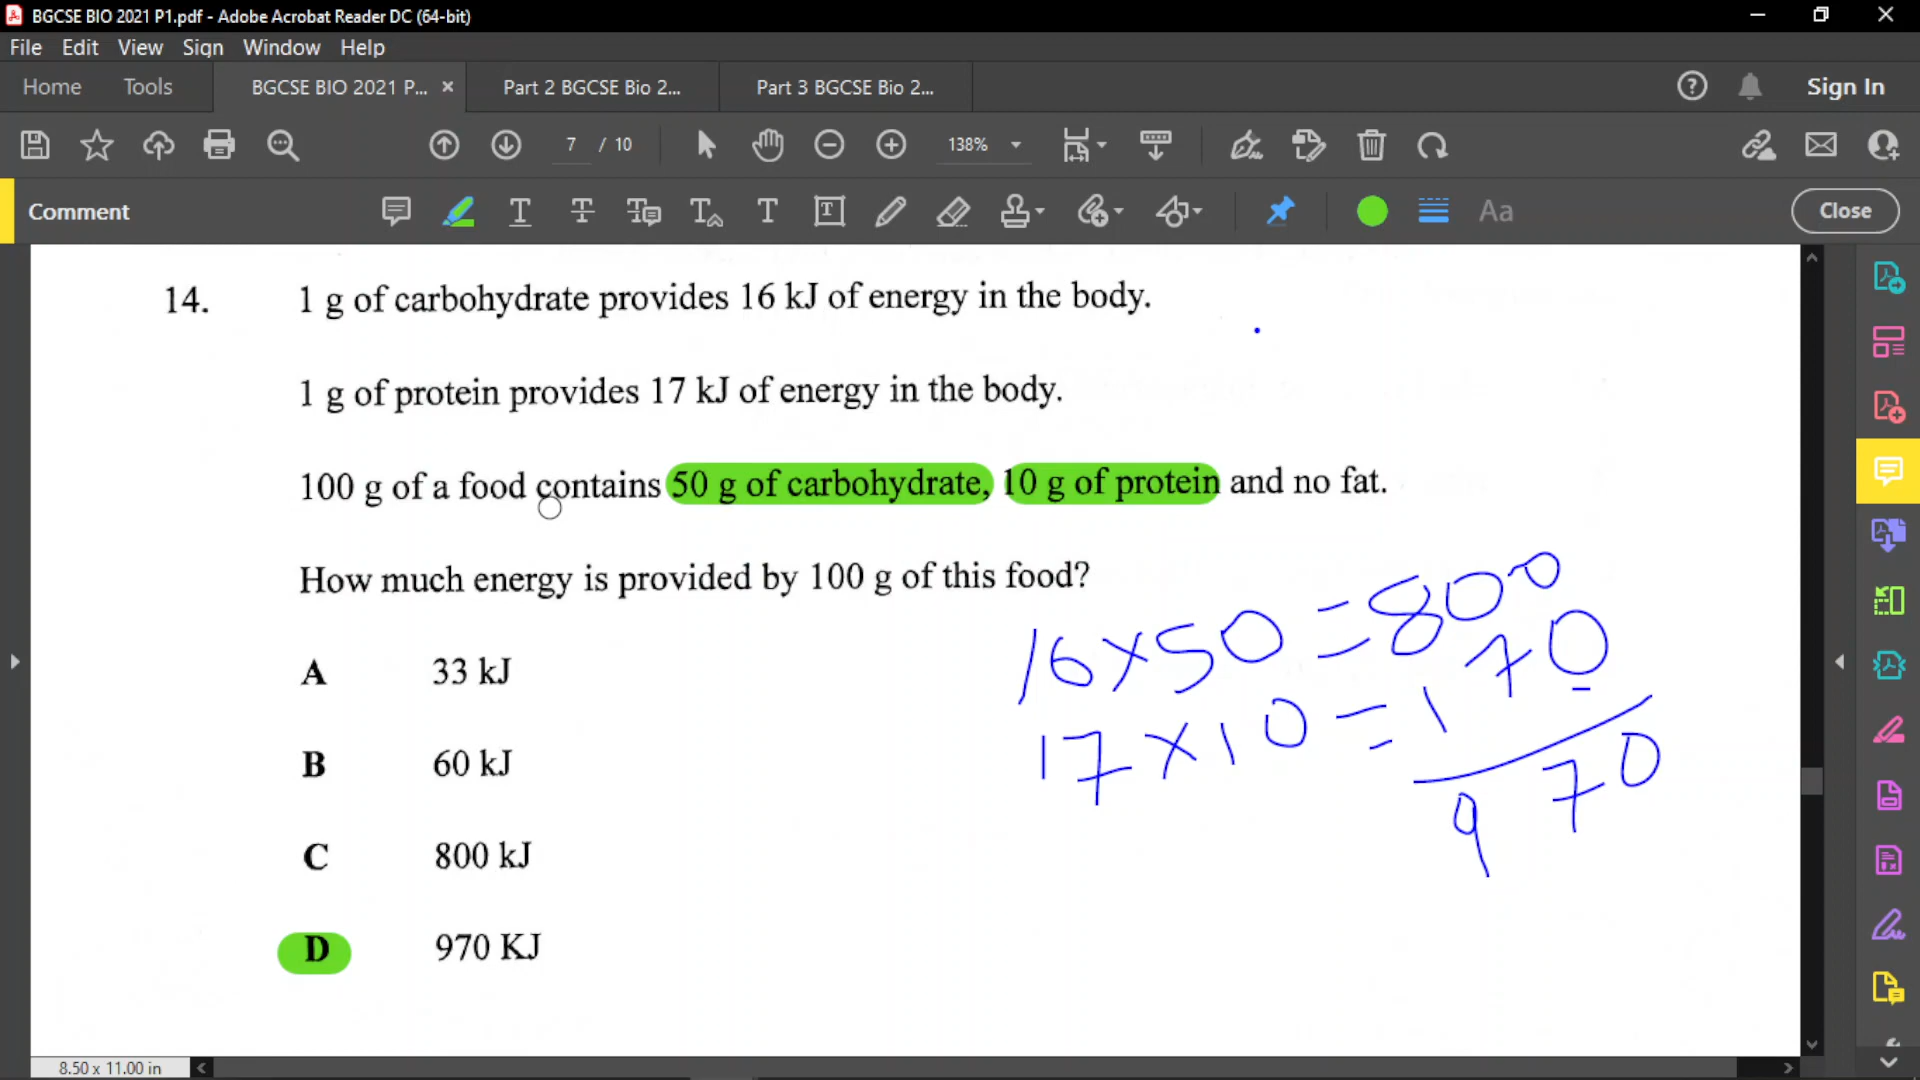 BGCSE BIO 2021 P1.pdf - Adobe Acrobat Reader DC (64-bit)
File Edit View Sign Window Help
Home Tools BGCSE BIO 2021 P... × Part 2 BGCSE Bio 2... Part 3 BGCSE Bio 2... Sign In
7 / 10 138%
Comment Aa Close
14. 1 g of carbohydrate provides 16 kJ of energy in the body.
1 g of protein provides 17 kJ of energy in the body.
100 g of a food contains 50 g of carbohydrate, 10 g of protein and no fat.
How much energy is provided by 100 g of this food?
16×50=800
A 33 kJ
17×10=170
B 60 kJ
970
C 800 kJ
D 970 KJ
8.50 x 11.00 in